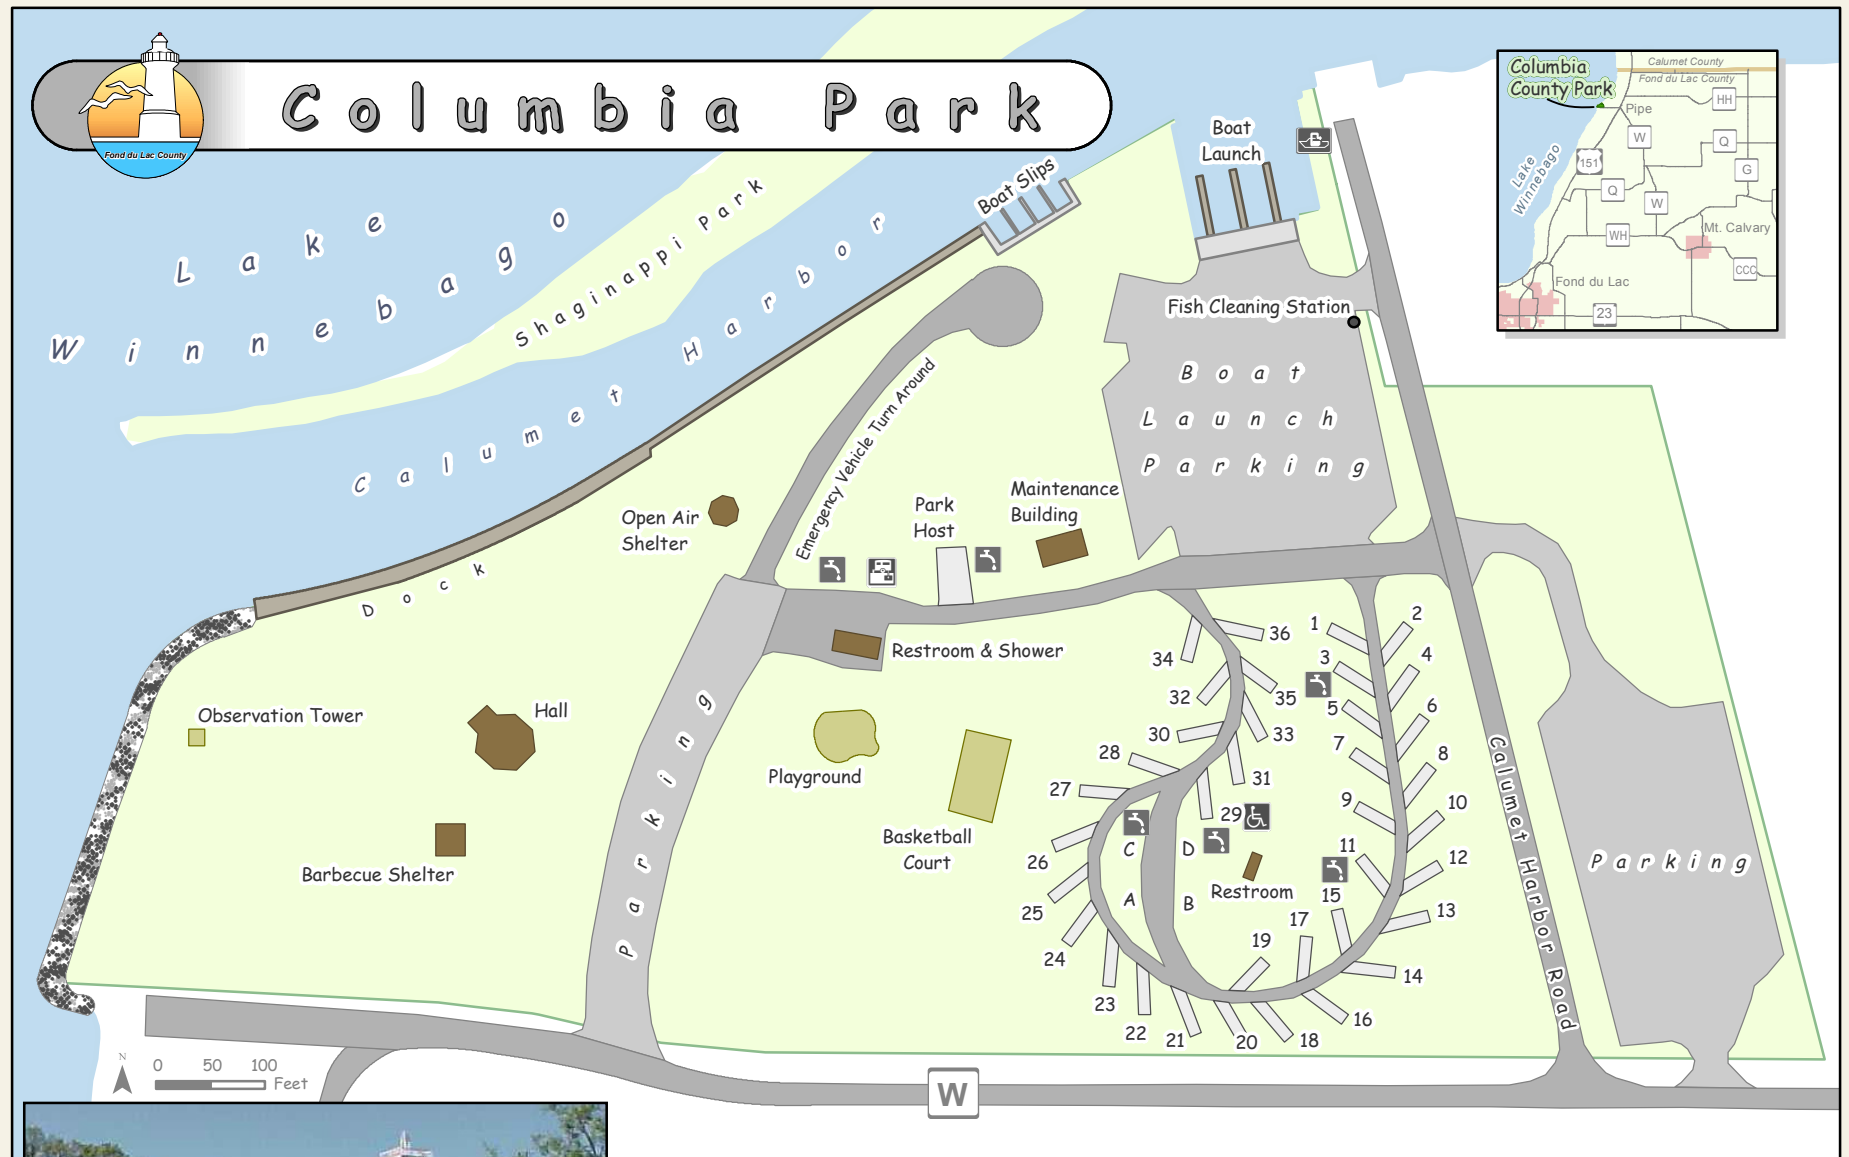 Columbia Park
Fond du Lac County
Lake
Winnebago
Shaginappi Park
Calumet Harbor
Boat Slips
Boat
Launch
Fish Cleaning Station
Boat
Launch
Parking
Emergency Vehicle Turn Around
Open Air
Shelter
Park
Host
Maintenance
Building
Dock
Restroom & Shower
Observation Tower
Hall
Parking
Playground
Basketball
Court
Barbecue Shelter
Restroom
C
D
A
B
1
2
3
4
5
6
7
8
9
10
11
12
13
14
15
16
17
18
19
20
21
22
23
24
25
26
27
28
29
30
31
32
33
34
35
36
Calumet Harbor Road
Parking
W
N
0 50 100
Feet
Columbia
County Park
Calumet County
Fond du Lac County
Pipe
HH
W
Q
151
G
Q
W
Lake
Winnebago
WH
Mt. Calvary
CCC
Fond du Lac
23